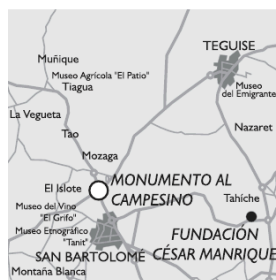 TEGUISE
Muñique
Museo Agrícola "El Patio"
Tiagua
Museo
del Emigrante
La Vegueta
Tao
Nazaret
Mozaga
El Islote
MONUMENTO AL
CAMPESINO
Tahíche
Museo del Vino
"El Grifo"
Museo Etnográfico
"Tanit"
FUNDACIÓN
CÉSAR MANRIQUE
SAN BARTOLOMÉ
Montaña Blanca